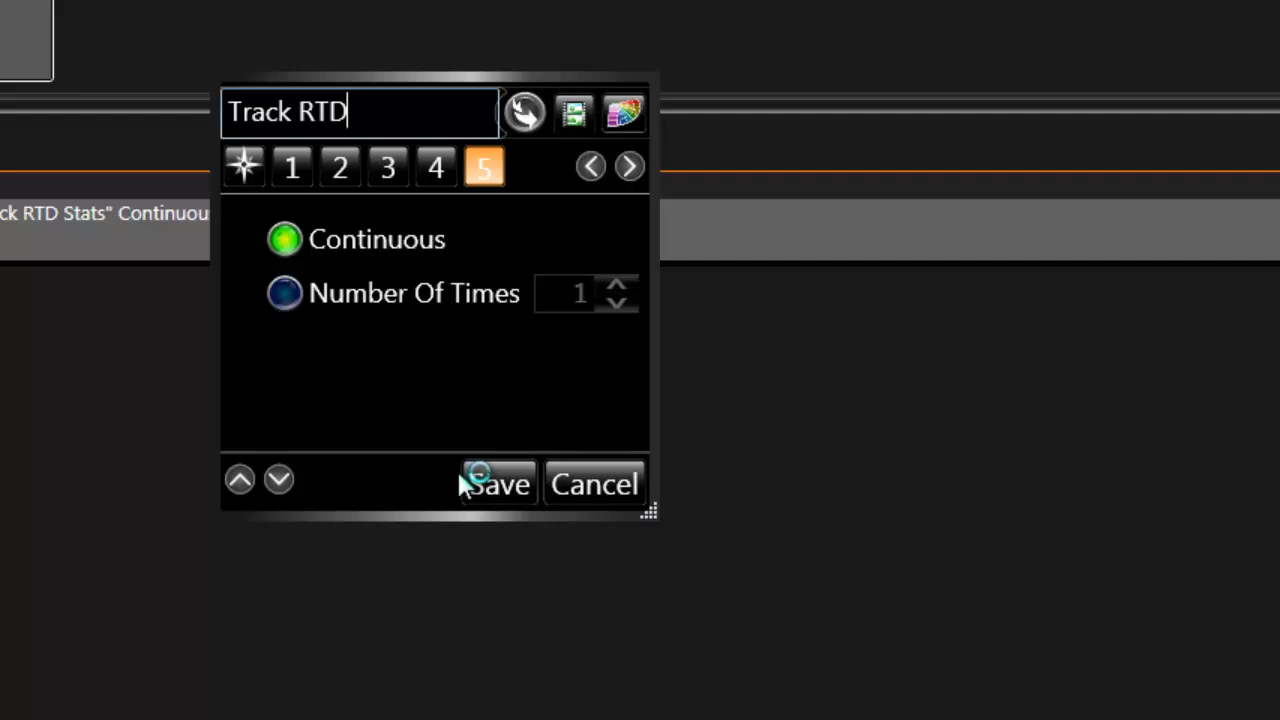 Track RTD
1 2 3 4 5
ck RTD Stats" Continuou
Continuous
Number Of Times 1
Save Cancel